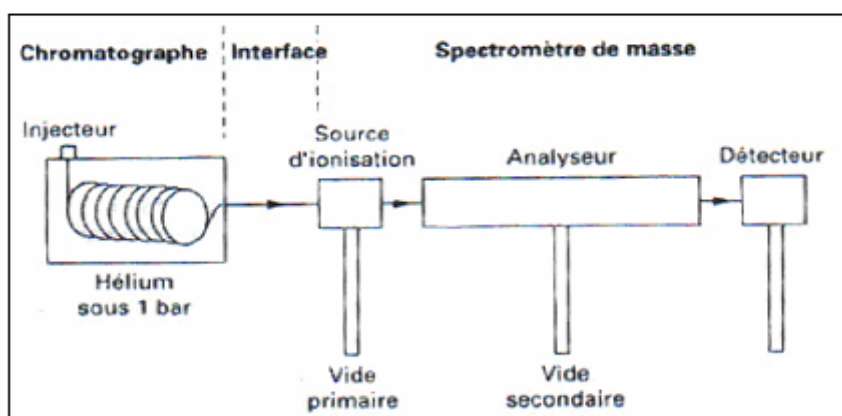 Chromatographe
Interface
Spectromètre de masse
Injecteur
Source
d'ionisation
Analyseur
Détecteur
Hélium
sous 1 bar
Vide
primaire
Vide
secondaire